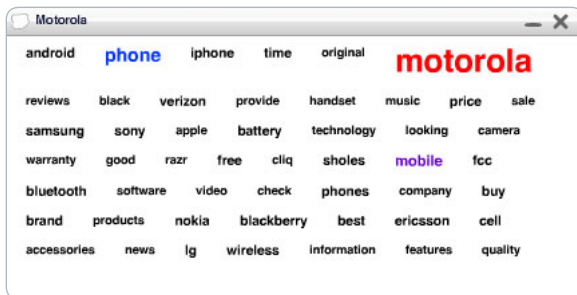 Motorola
android phone iphone time original motorola
reviews black verizon provide handset music price sale
samsung sony apple battery technology looking camera
warranty good razr free cliq sholes mobile fcc
bluetooth software video check phones company buy
brand products nokia blackberry best ericsson cell
accessories news lg wireless information features quality